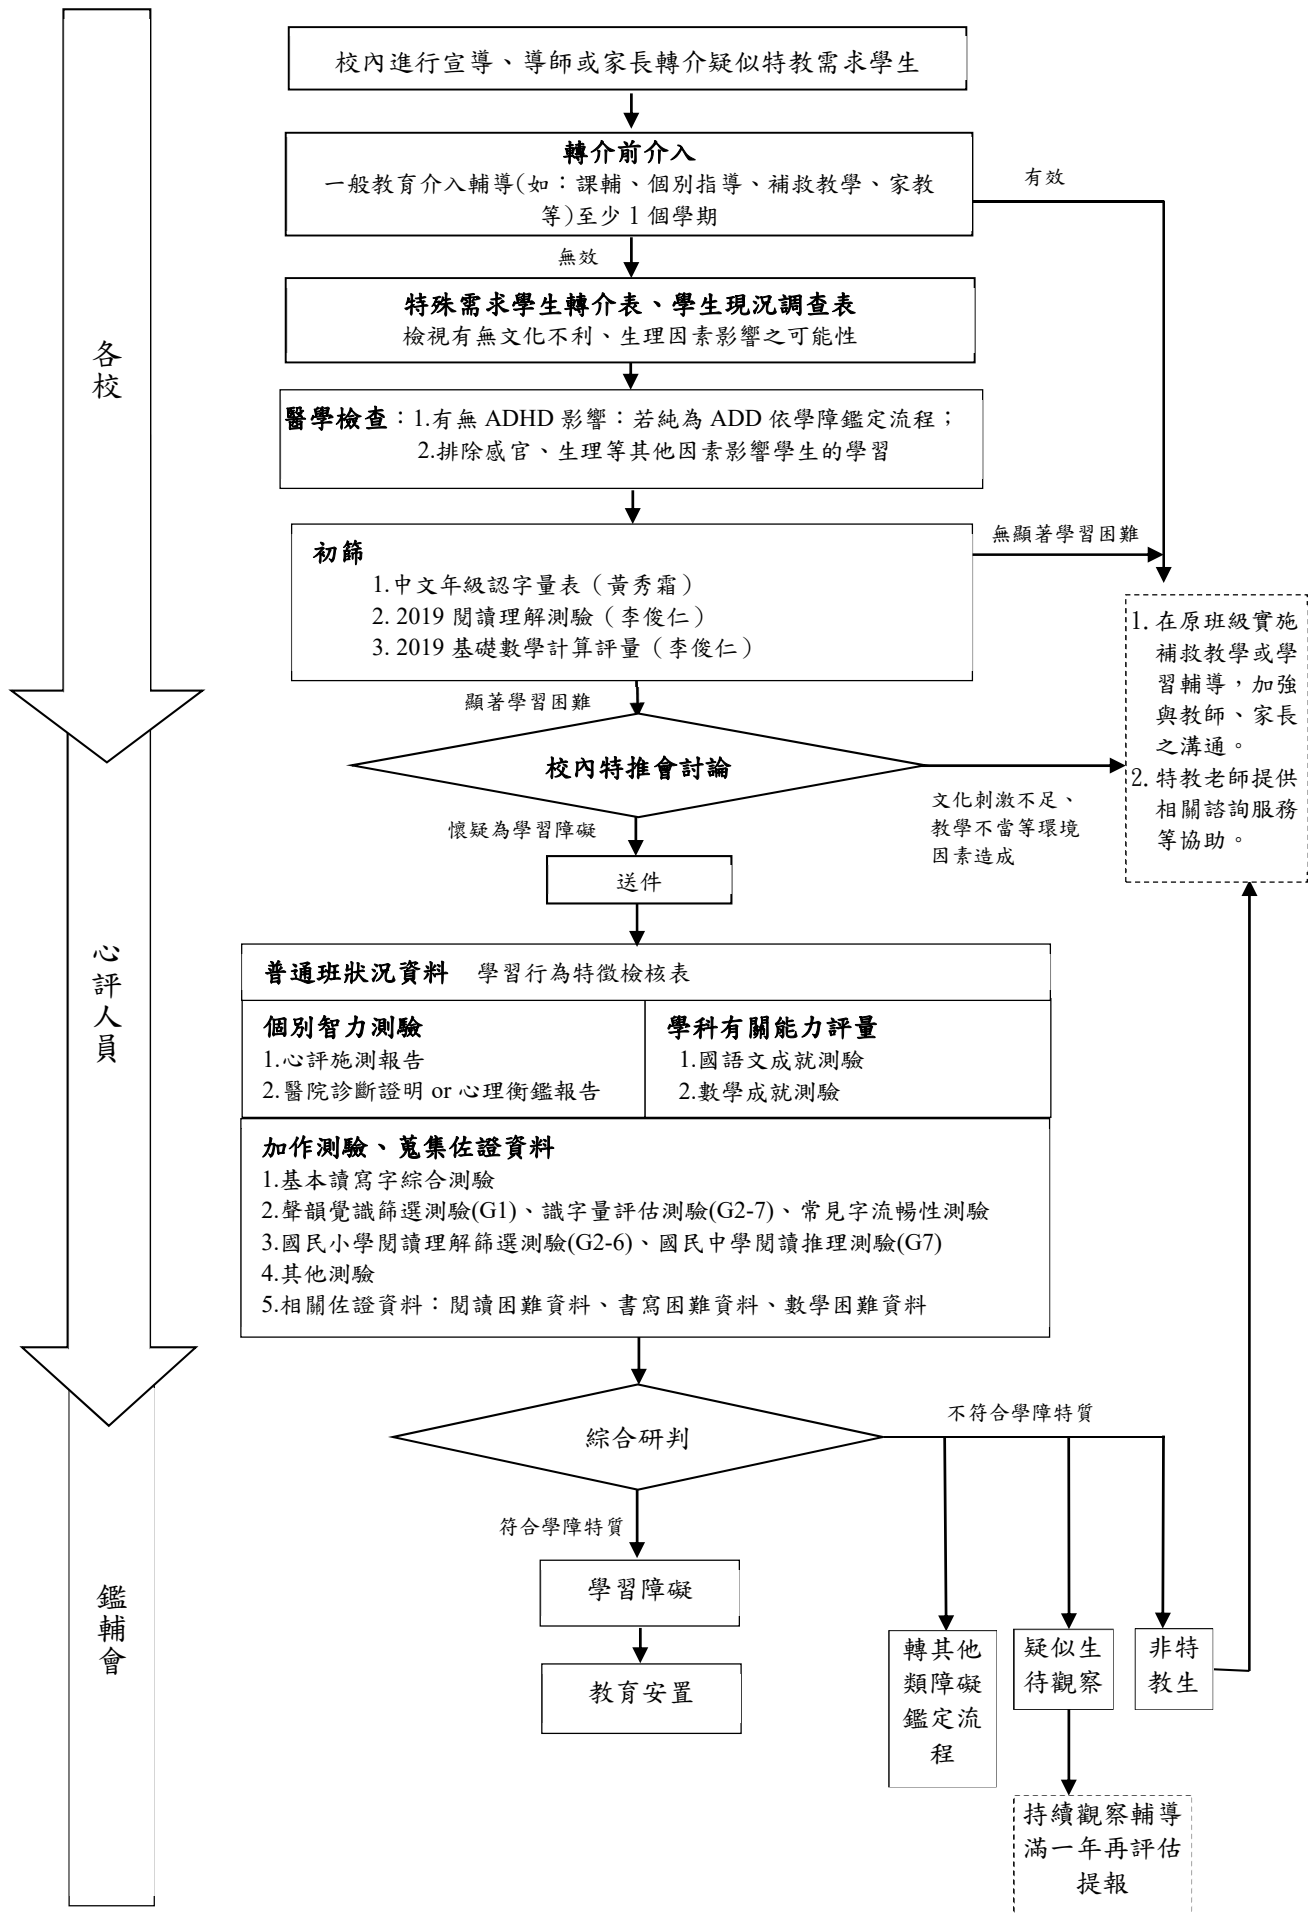 校內進行宣導、導師或家長轉介疑似特教需求學生
轉介前介入
一般教育介入輔導(如：課輔、個別指導、補救教學、家教
等)至少 1 個學期
有效
無效
特殊需求學生轉介表、學生現況調查表
檢視有無文化不利、生理因素影響之可能性
各校
醫學檢查：1.有無 ADHD 影響：若純為 ADD 依學障鑑定流程；
2.排除感官、生理等其他因素影響學生的學習
初篩
1.中文年級認字量表（黃秀霜）
2. 2019 閱讀理解測驗（李俊仁）
3. 2019 基礎數學計算評量（李俊仁）
無顯著學習困難
顯著學習困難
1. 在原班級實施
補救教學或學
習輔導，加強
與教師、家長
之溝通。
2. 特教老師提供
相關諮詢服務
等協助。
校內特推會討論
文化刺激不足、
教學不當等環境
因素造成
懷疑為學習障礙
送件
心評人員
普通班狀況資料 學習行為特徵檢核表
個別智力測驗
1.心評施測報告
2.醫院診斷證明 or 心理衡鑑報告
學科有關能力評量
1.國語文成就測驗
2.數學成就測驗
加作測驗、蒐集佐證資料
1.基本讀寫字綜合測驗
2.聲韻覺識篩選測驗(G1)、識字量評估測驗(G2-7)、常見字流暢性測驗
3.國民小學閱讀理解篩選測驗(G2-6)、國民中學閱讀推理測驗(G7)
4.其他測驗
5.相關佐證資料：閱讀困難資料、書寫困難資料、數學困難資料
綜合研判
不符合學障特質
符合學障特質
鑑輔會
學習障礙
教育安置
轉其他
類障礙
鑑定流
程
疑似生
待觀察
非特
教生
持續觀察輔導
滿一年再評估
提報